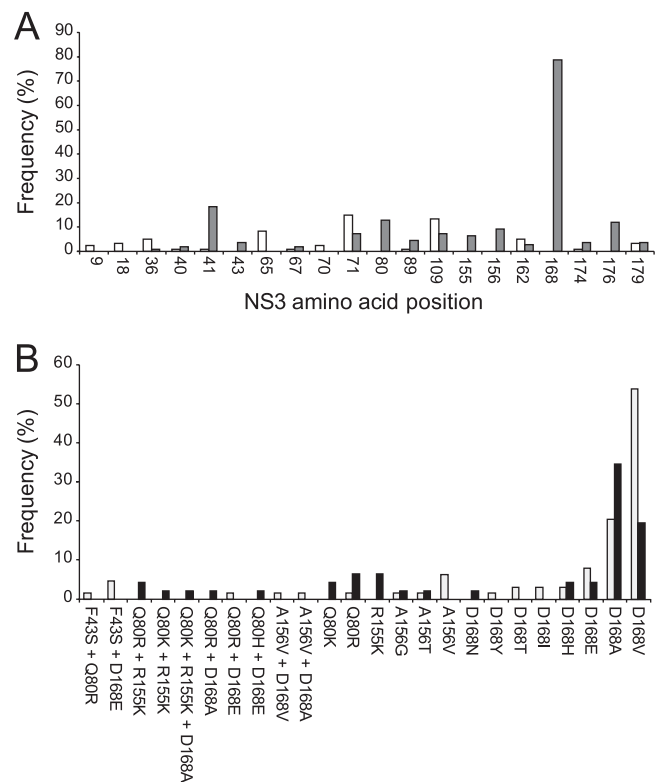 A
Frequency (%)
90
80
70
60
50
40
30
20
10
0
9 18 36 40 41 43 65 67 70 71 80 89 109 155 156 162 168 174 176 179
NS3 amino acid position
B
Frequency (%)
60
50
40
30
20
10
0
F43S + Q80R
F43S + D168E
Q80R + R155K
Q80K + R155K
Q80K + R155K + D168A
Q80R + D168A
Q80R + D168E
Q80H + D168E
A156V + D168V
A156V + D168A
Q80K
Q80R
R155K
A156G
A156T
A156V
D168N
D168Y
D168T
D168I
D168H
D168E
D168A
D168V